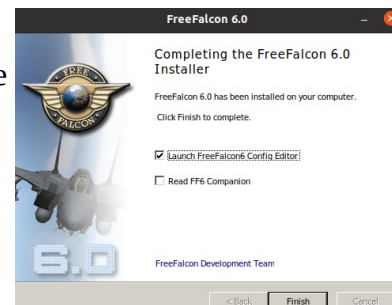 FreeFalcon 6.0
e
Completing the FreeFalcon 6.0
Installer
FreeFalcon 6.0 has been installed on your computer.
Click Finish to complete.
Launch FreeFalcon6 Config Editor
Read FF6 Companion
FREE
FALCON
6.0
FreeFalcon Development Team
< Back
Finish
Cancel